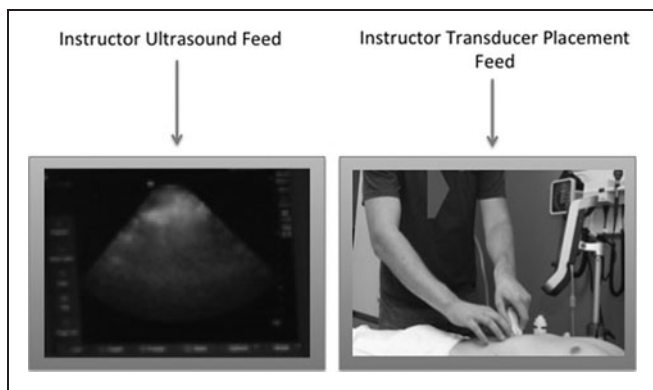 Instructor Ultrasound Feed
Instructor Transducer Placement
Feed